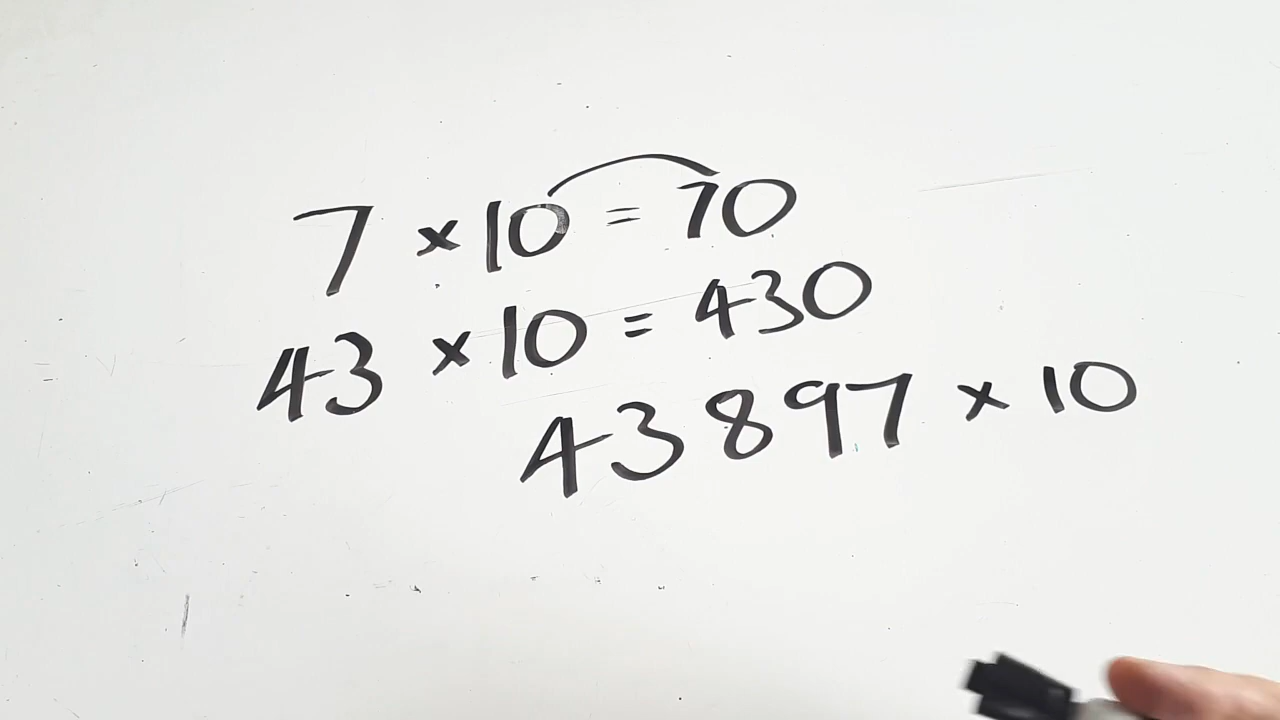 7 × 10 = 70
43 × 10 = 430
43897 × 10